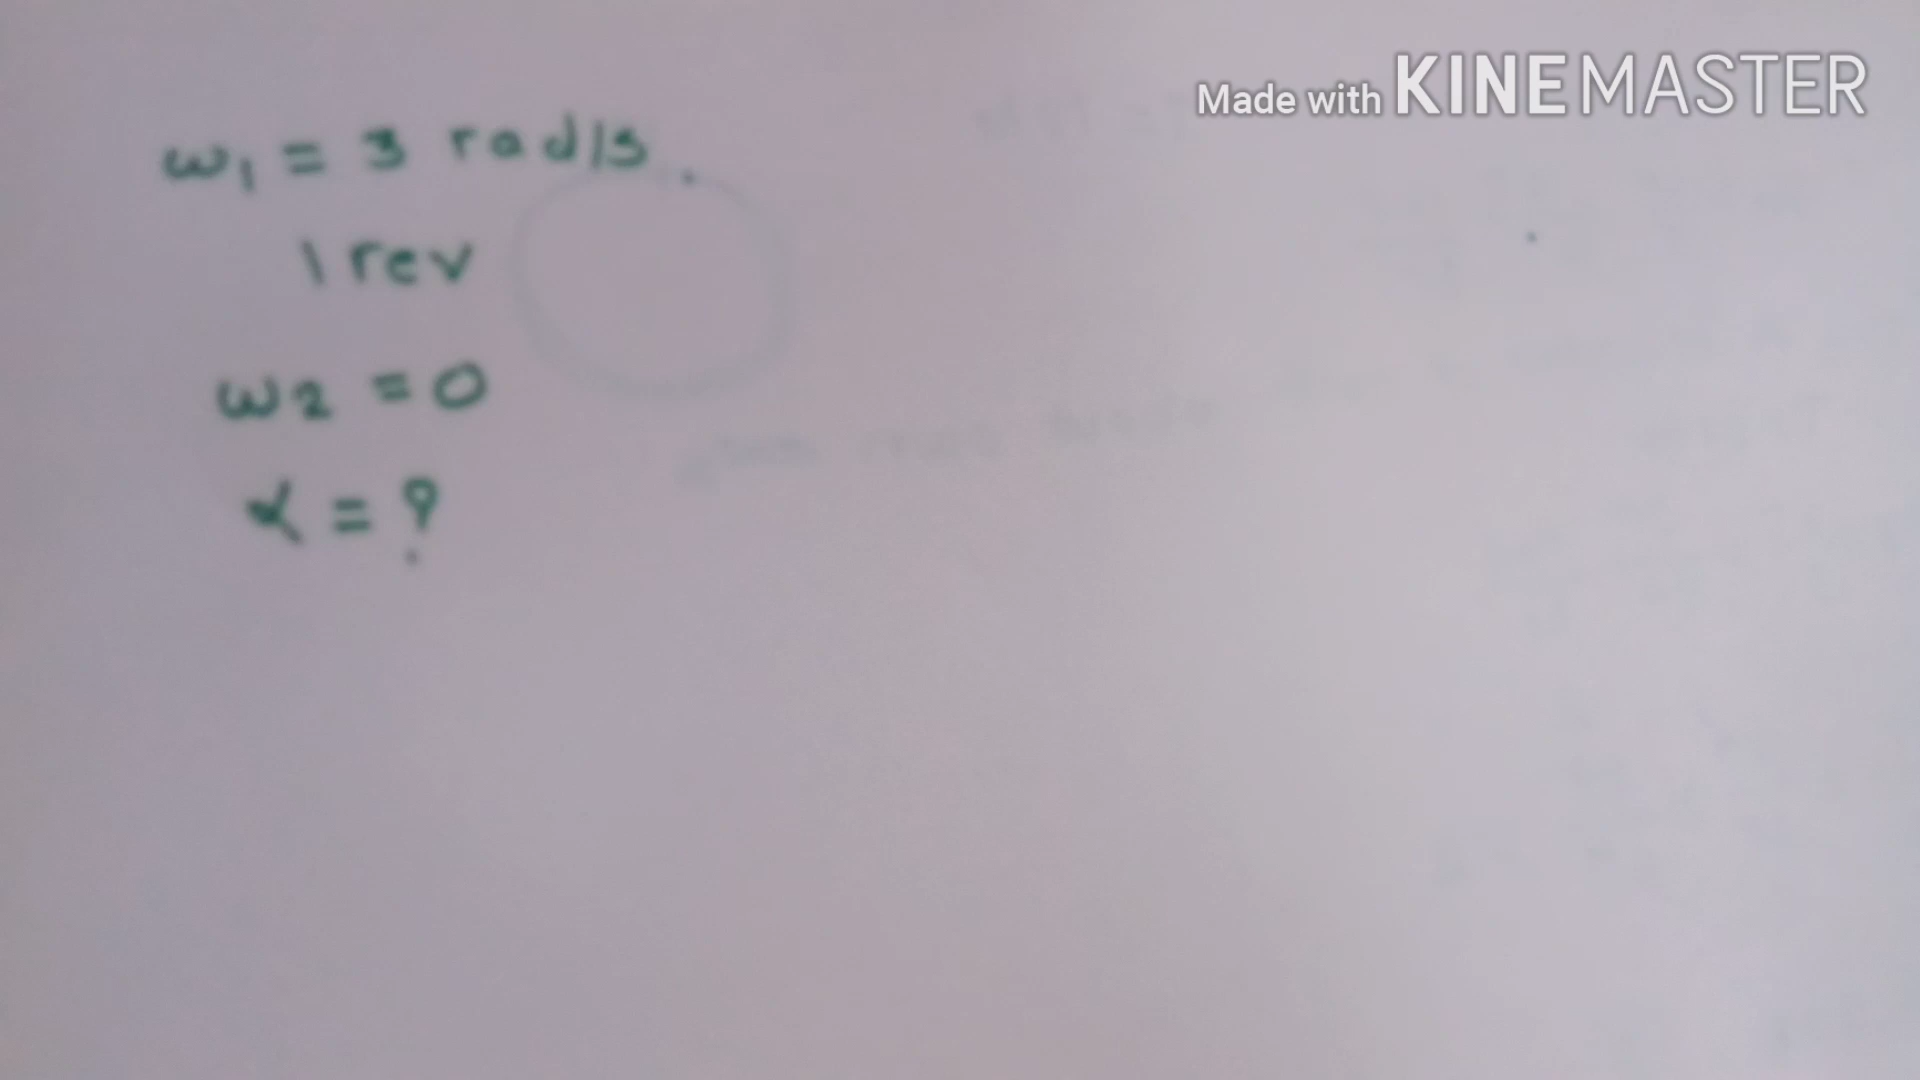 Made with KINEMASTER
ω₁ = 3 rad/s.
1 rev
ω2 = 0
α = ?